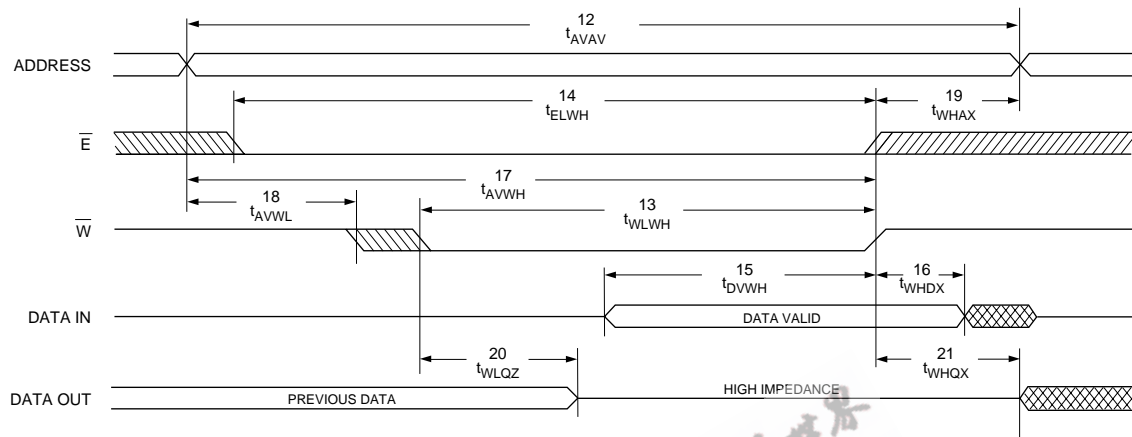 12
tAVAV
ADDRESS
14
tELWH
19
tWHAX
E
17
tAVWH
18
tAVWL
13
tWLWH
W
15
tDVWH
16
tWHDX
DATA IN
DATA VALID
20
tWLQZ
21
tWHQX
DATA OUT
PREVIOUS DATA
HIGH IMPEDANCE